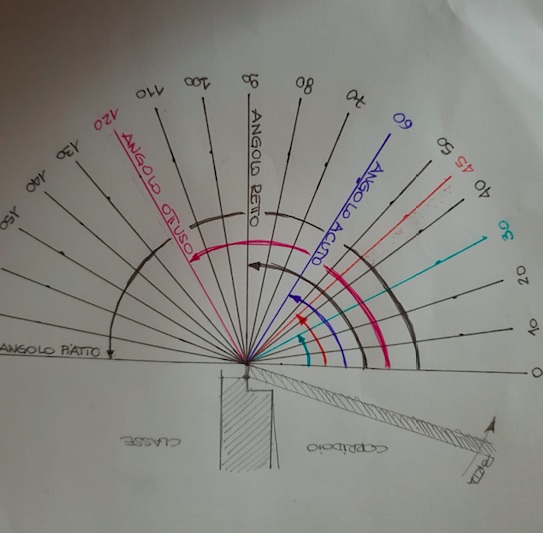 0
10
20
30
40
45
50
60
70
80
90
100
110
120
130
140
150
ANGOLO ACUTO
ANGOLO RETTO
ANGOLO OTTUSO
ANGOLO PIATTO
CLASSE
CORRIDOIO
PORTA